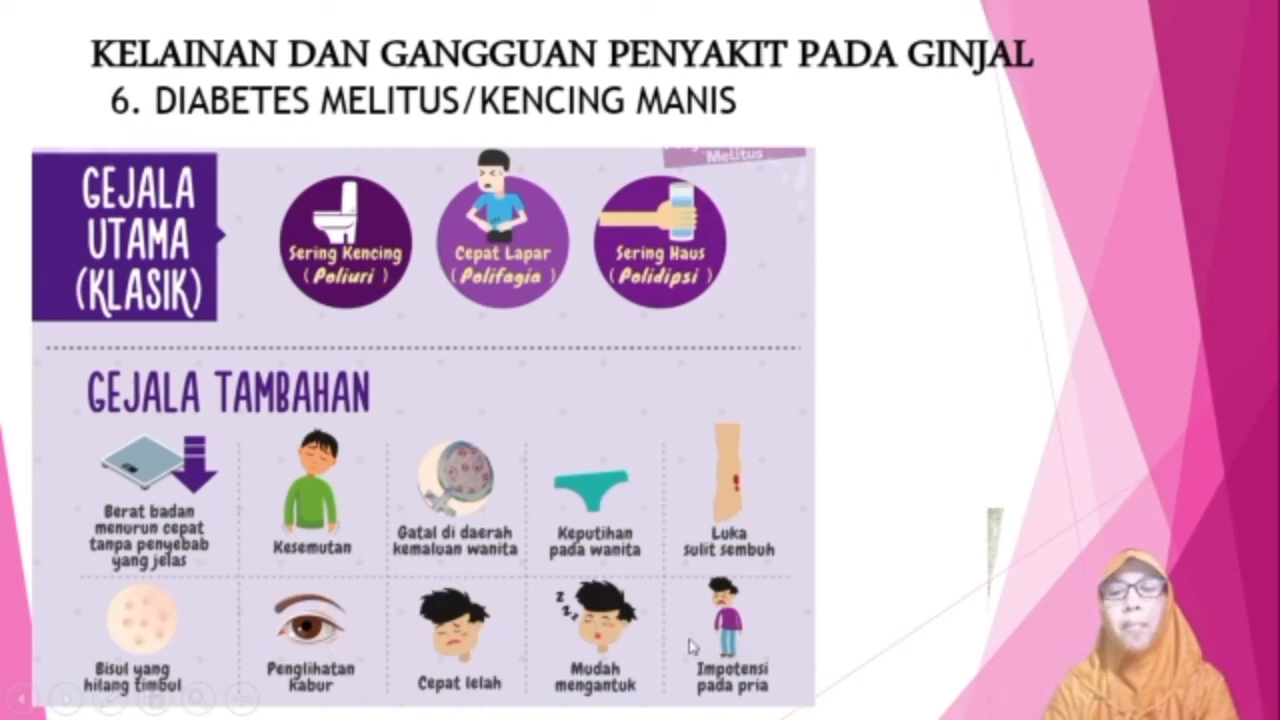 KELAINAN DAN GANGGUAN PENYAKIT PADA GINJAL
6. DIABETES MELITUS/KENCING MANIS
Melitus
GEJALA
UTAMA
(KLASIK)
Sering Kencing
( Poliuri )
Cepat Lapar
( Polifagia )
Sering Haus
( Polidipsi )
GEJALA TAMBAHAN
Berat badan
menurun cepat
tanpa penyebab
yang jelas
Kesemutan
Gatal di daerah
kemaluan wanita
Keputihan
pada wanita
Luka
sulit sembuh
Bisul yang
hilang timbul
Penglihatan
kabur
Cepat lelah
z z z
Mudah
mengantuk
Impotensi
pada pria